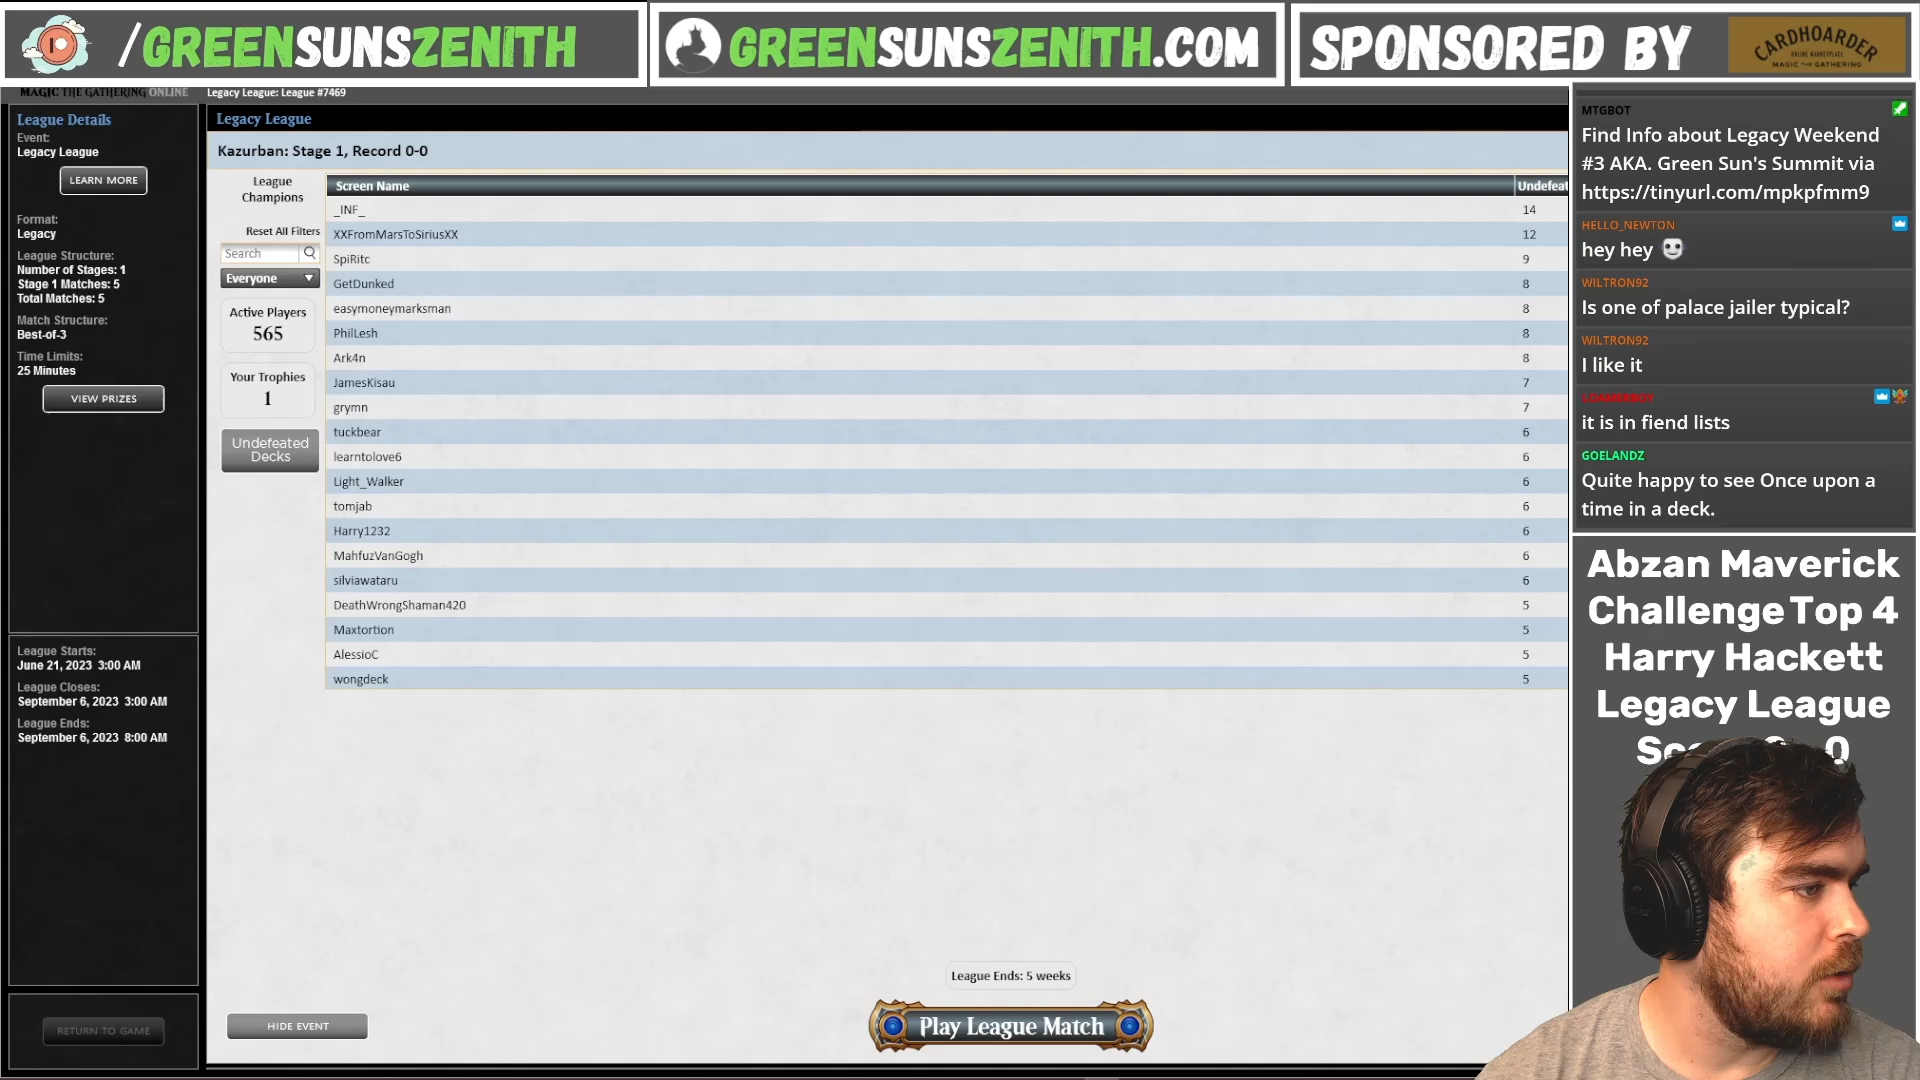 /GREENSUNSZENITH
GREENSUNSZENITH.COM
SPONSORED BY
CARDHOARDER
ONLINE MARKETPLACE
MAGIC THE GATHERING
MAGIC THE GATHERING ONLINE
Legacy League: League #7469
League Details
Event:
Legacy League
LEARN MORE
Format:
Legacy
League Structure:
Number of Stages: 1
Stage 1 Matches: 5
Total Matches: 5
Match Structure:
Best-of-3
Time Limits:
25 Minutes
VIEW PRIZES
League Starts:
June 21, 2023 3:00 AM
League Closes:
September 6, 2023 3:00 AM
League Ends:
September 6, 2023 8:00 AM
RETURN TO GAME
Legacy League
Kazurban: Stage 1, Record 0-0
League
Champions
Reset All Filters
Search
Everyone
Active Players
565
Your Trophies
1
Undefeated
Decks
Screen Name Undefeat
_INF_ 14
XXFromMarsToSiriusXX 12
SpiRitc 9
GetDunked 8
easymoneymarksman 8
PhilLesh 8
Ark4n 8
JamesKisau 7
grymn 7
tuckbear 6
learntolove6 6
Light_Walker 6
tomjab 6
Harry1232 6
MahfuzVanGogh 6
silviawataru 6
DeathWrongShaman420 5
Maxtortion 5
AlessioC 5
wongdeck 5
League Ends: 5 weeks
HIDE EVENT
Play League Match
MTGBOT
Find Info about Legacy Weekend
#3 AKA. Green Sun's Summit via
https://tinyurl.com/mpkpfmm9
HELLO_NEWTON
hey hey
WILTRON92
Is one of palace jailer typical?
WILTRON92
I like it
it is in fiend lists
GOELANDZ
Quite happy to see Once upon a
time in a deck.
Abzan Maverick
Challenge Top 4
Harry Hackett
Legacy League